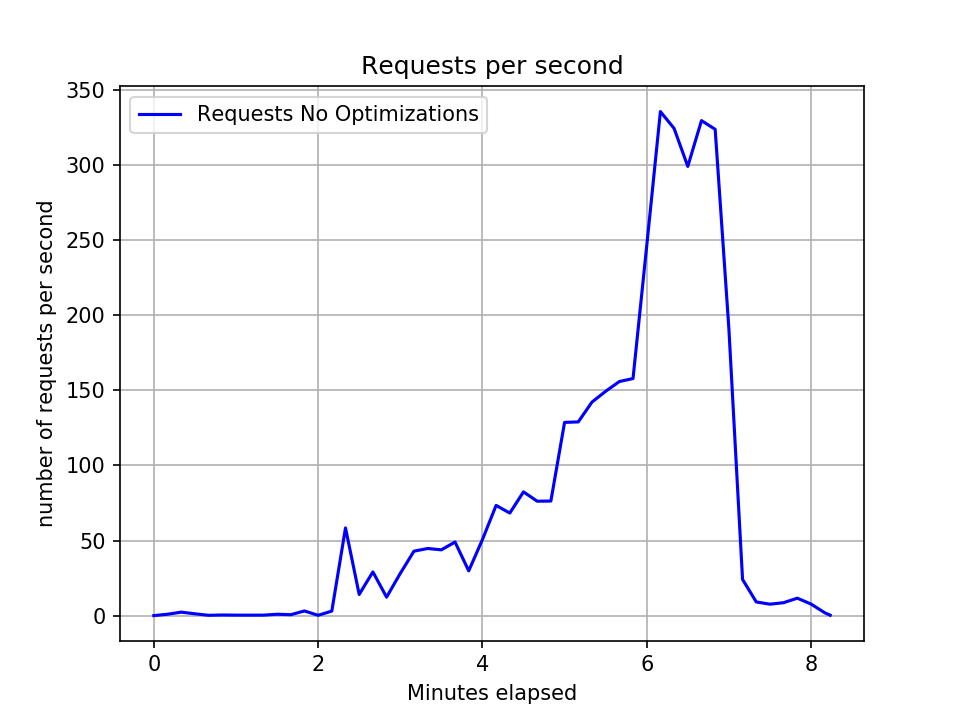 Requests per second
Requests No Optimizations
350
300
250
200
150
100
50
0
number of requests per second
0 2 4 6 8
Minutes elapsed